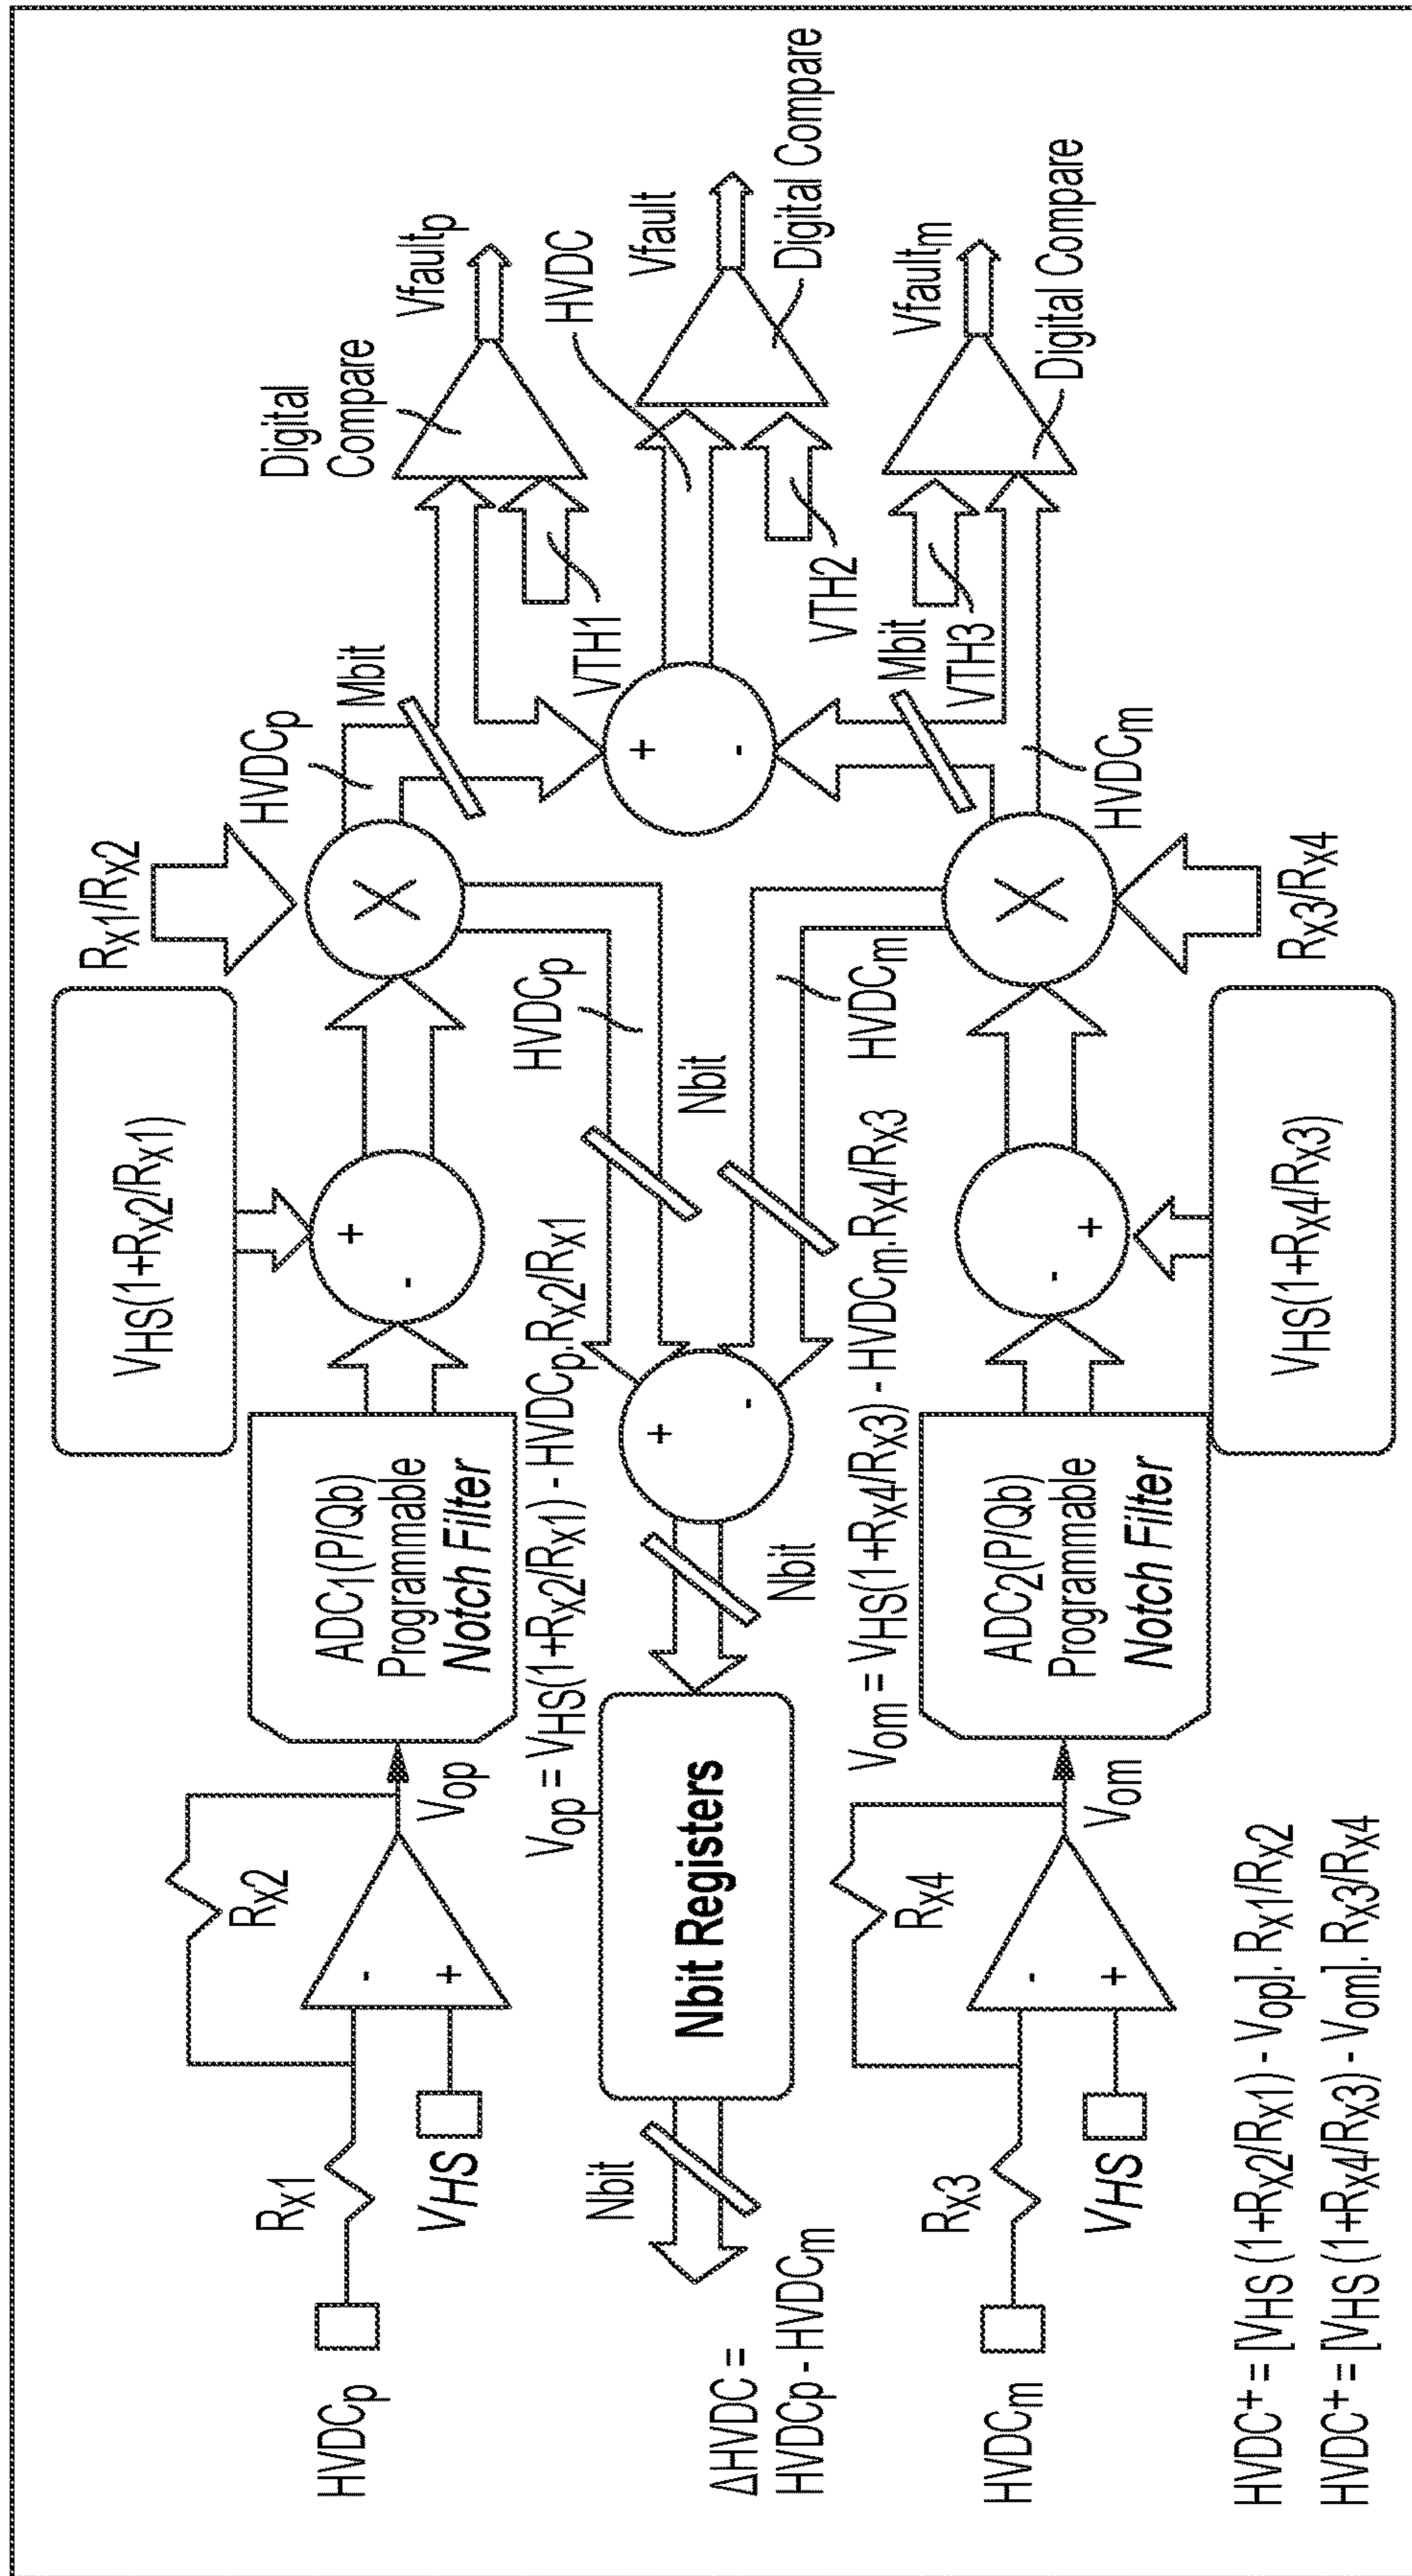 HVDCp
Rx1
VHS
Rx2
Vop
ADC1(P/Qb)
Programmable
Notch Filter
VHS(1+Rx2/Rx1)
Rx1/Rx2
HVDCp
Mbit
Digital
Compare
Vfaultp
VTH1
HVDC
Vfault
VTH2
Digital Compare
Vop = VHS(1+Rx2/Rx1) - HVDCp.Rx2/Rx1
HVDCp
Nbit
ΔHVDC =
HVDCp - HVDCm
Nbit
Nbit Registers
Nbit
HVDCm
Mbit
VTH3
Vfaultm
Digital Compare
Vom = VHS(1+Rx4/Rx3) - HVDCm.Rx4/Rx3
HVDCm
Rx3
VHS
Rx4
Vom
ADC2(P/Qb)
Programmable
Notch Filter
VHS(1+Rx4/Rx3)
HVDCm
Rx3/Rx4
HVDC+ = [VHS (1+Rx2/Rx1) - Vop]. Rx1/Rx2
HVDC+ = [VHS (1+Rx4/Rx3) - Vom]. Rx3/Rx4
+
-
+
-
+
-
+
-
+
-
+
-
X
X